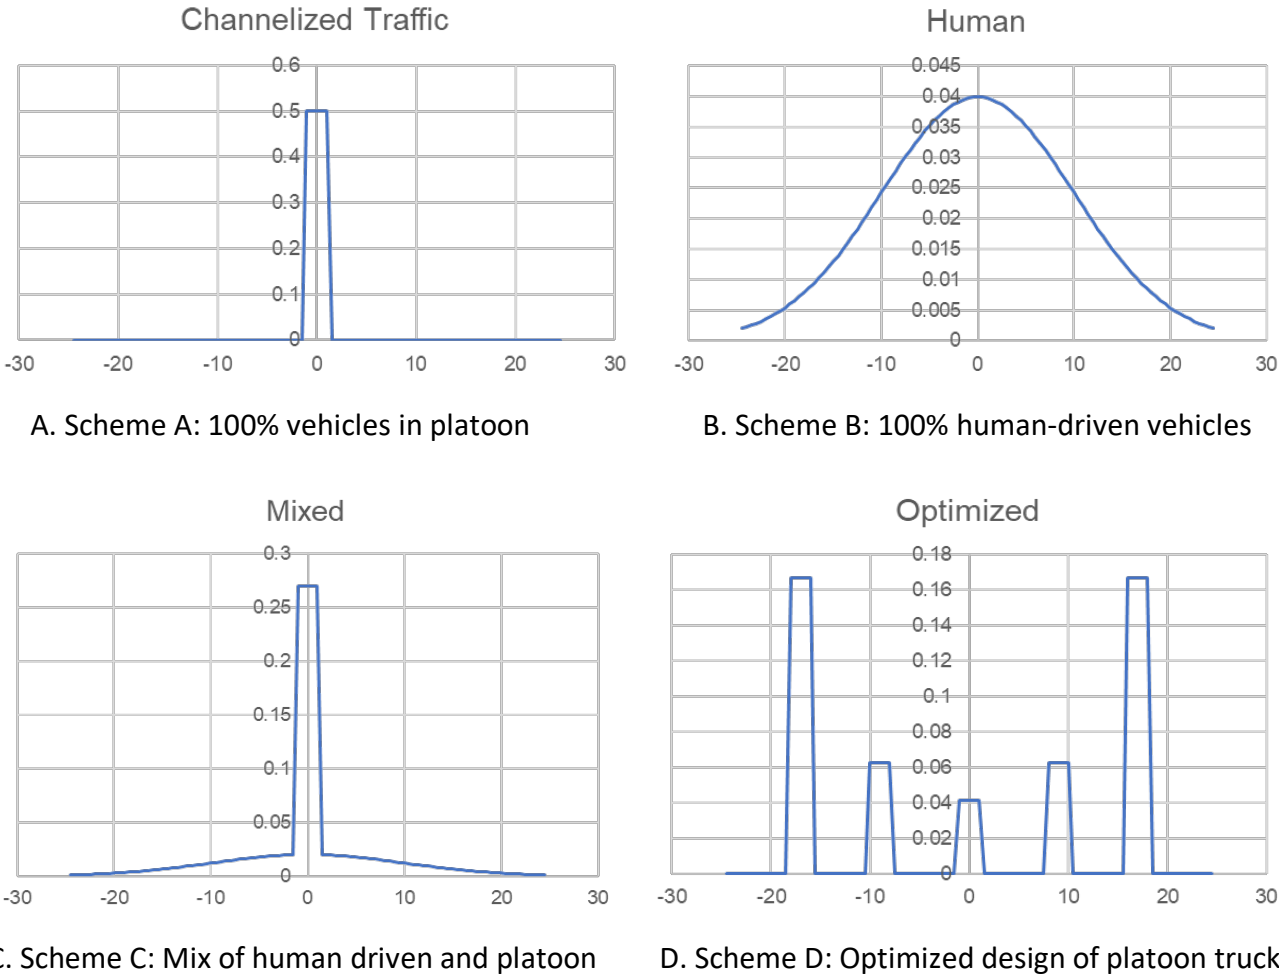 Channelized Traffic
0.6
0.5
0.4
0.3
0.2
0.1
0
-30 -20 -10 0 10 20 30
A. Scheme A: 100% vehicles in platoon
Human
0.045
0.04
0.035
0.03
0.025
0.02
0.015
0.01
0.005
0
-30 -20 -10 0 10 20 30
B. Scheme B: 100% human-driven vehicles
Mixed
0.3
0.25
0.2
0.15
0.1
0.05
0
-30 -20 -10 0 10 20 30
C. Scheme C: Mix of human driven and platoon
Optimized
0.18
0.16
0.14
0.12
0.1
0.08
0.06
0.04
0.02
0
-30 -20 -10 0 10 20 30
D. Scheme D: Optimized design of platoon truck